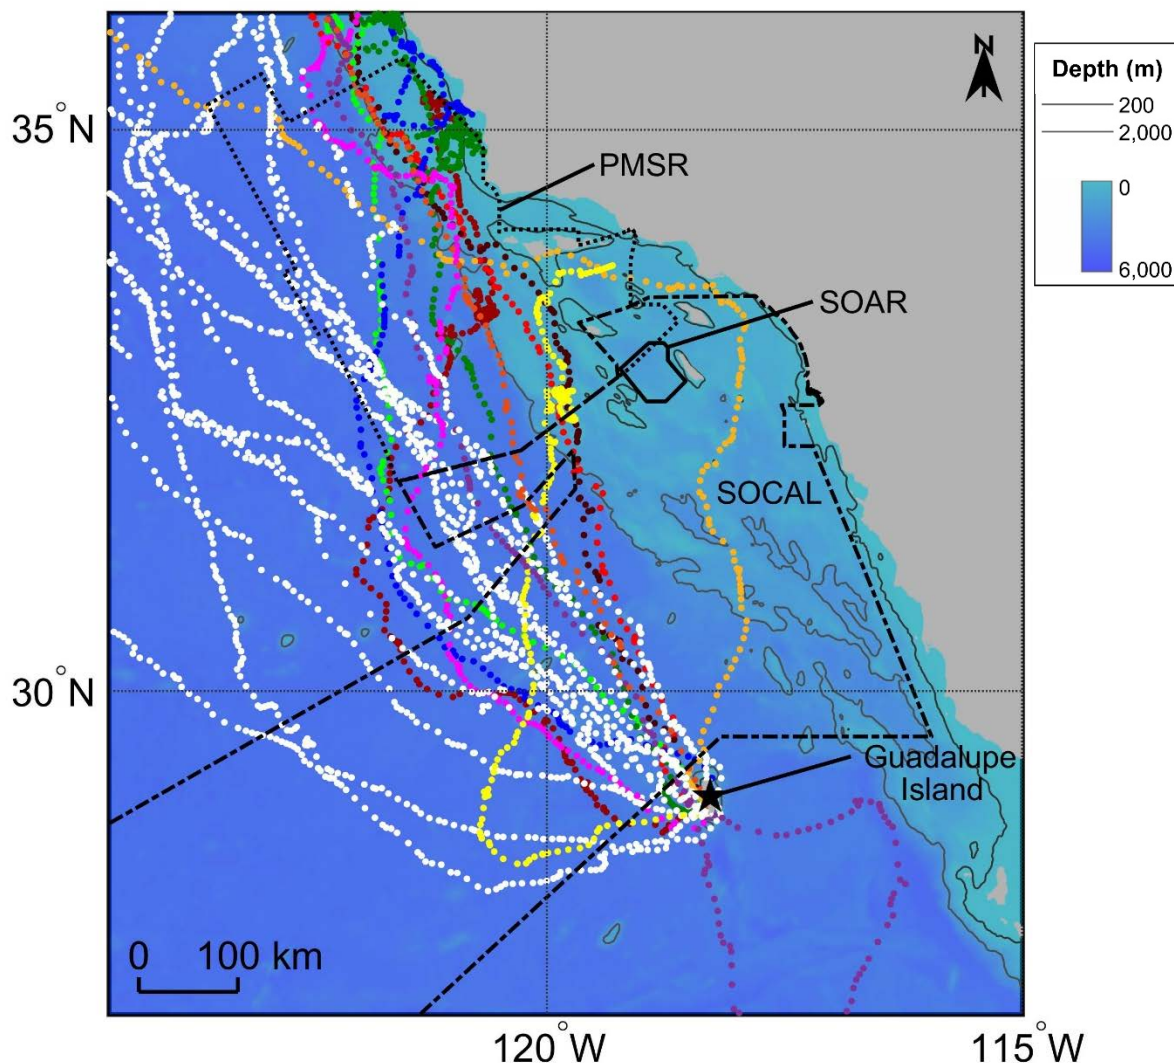 N
Depth (m)
200
2,000
0
6,000
35°N
PMSR
SOAR
SOCAL
30°N
Guadalupe
Island
0 100 km
120°W
115°W